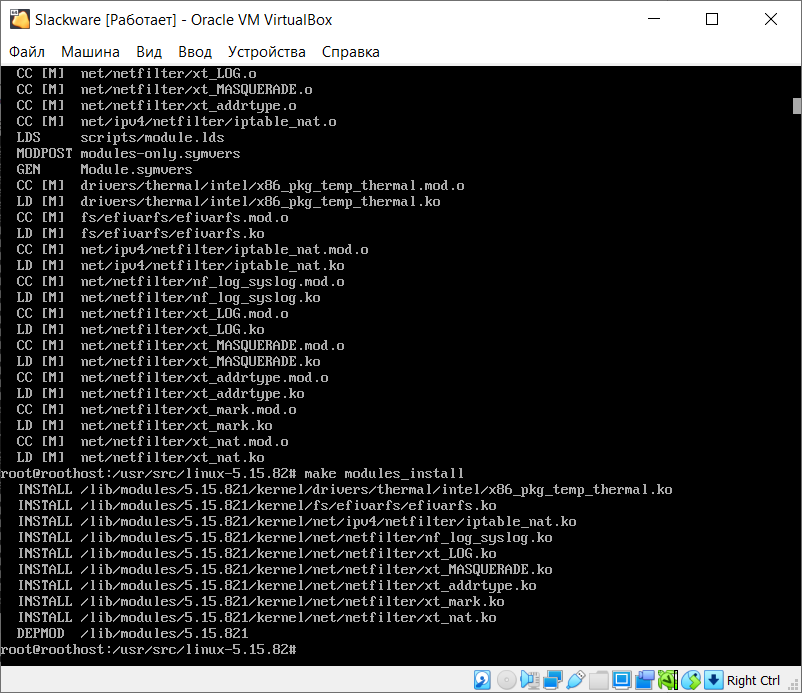 Slackware [Работает] - Oracle VM VirtualBox
Файл Машина Вид Ввод Устройства Справка
CC [M] net/netfilter/xt_LOG.o
CC [M] net/netfilter/xt_MASQUERADE.o
CC [M] net/netfilter/xt_addrtype.o
CC [M] net/ipv4/netfilter/iptable_nat.o
LDS scripts/module.lds
MODPOST modules-only.symvers
GEN Module.symvers
CC [M] drivers/thermal/intel/x86_pkg_temp_thermal.mod.o
LD [M] drivers/thermal/intel/x86_pkg_temp_thermal.ko
CC [M] fs/efivarfs/efivarfs.mod.o
LD [M] fs/efivarfs/efivarfs.ko
CC [M] net/ipv4/netfilter/iptable_nat.mod.o
LD [M] net/ipv4/netfilter/iptable_nat.ko
CC [M] net/netfilter/nf_log_syslog.mod.o
LD [M] net/netfilter/nf_log_syslog.ko
CC [M] net/netfilter/xt_LOG.mod.o
LD [M] net/netfilter/xt_LOG.ko
CC [M] net/netfilter/xt_MASQUERADE.mod.o
LD [M] net/netfilter/xt_MASQUERADE.ko
CC [M] net/netfilter/xt_addrtype.mod.o
LD [M] net/netfilter/xt_addrtype.ko
CC [M] net/netfilter/xt_mark.mod.o
LD [M] net/netfilter/xt_mark.ko
CC [M] net/netfilter/xt_nat.mod.o
LD [M] net/netfilter/xt_nat.ko
root@roothost:/usr/src/linux-5.15.82# make modules_install
INSTALL /lib/modules/5.15.821/kernel/drivers/thermal/intel/x86_pkg_temp_thermal.ko
INSTALL /lib/modules/5.15.821/kernel/fs/efivarfs/efivarfs.ko
INSTALL /lib/modules/5.15.821/kernel/net/ipv4/netfilter/iptable_nat.ko
INSTALL /lib/modules/5.15.821/kernel/net/netfilter/nf_log_syslog.ko
INSTALL /lib/modules/5.15.821/kernel/net/netfilter/xt_LOG.ko
INSTALL /lib/modules/5.15.821/kernel/net/netfilter/xt_MASQUERADE.ko
INSTALL /lib/modules/5.15.821/kernel/net/netfilter/xt_addrtype.ko
INSTALL /lib/modules/5.15.821/kernel/net/netfilter/xt_mark.ko
INSTALL /lib/modules/5.15.821/kernel/net/netfilter/xt_nat.ko
DEPMOD /lib/modules/5.15.821
root@roothost:/usr/src/linux-5.15.82#
Right Ctrl